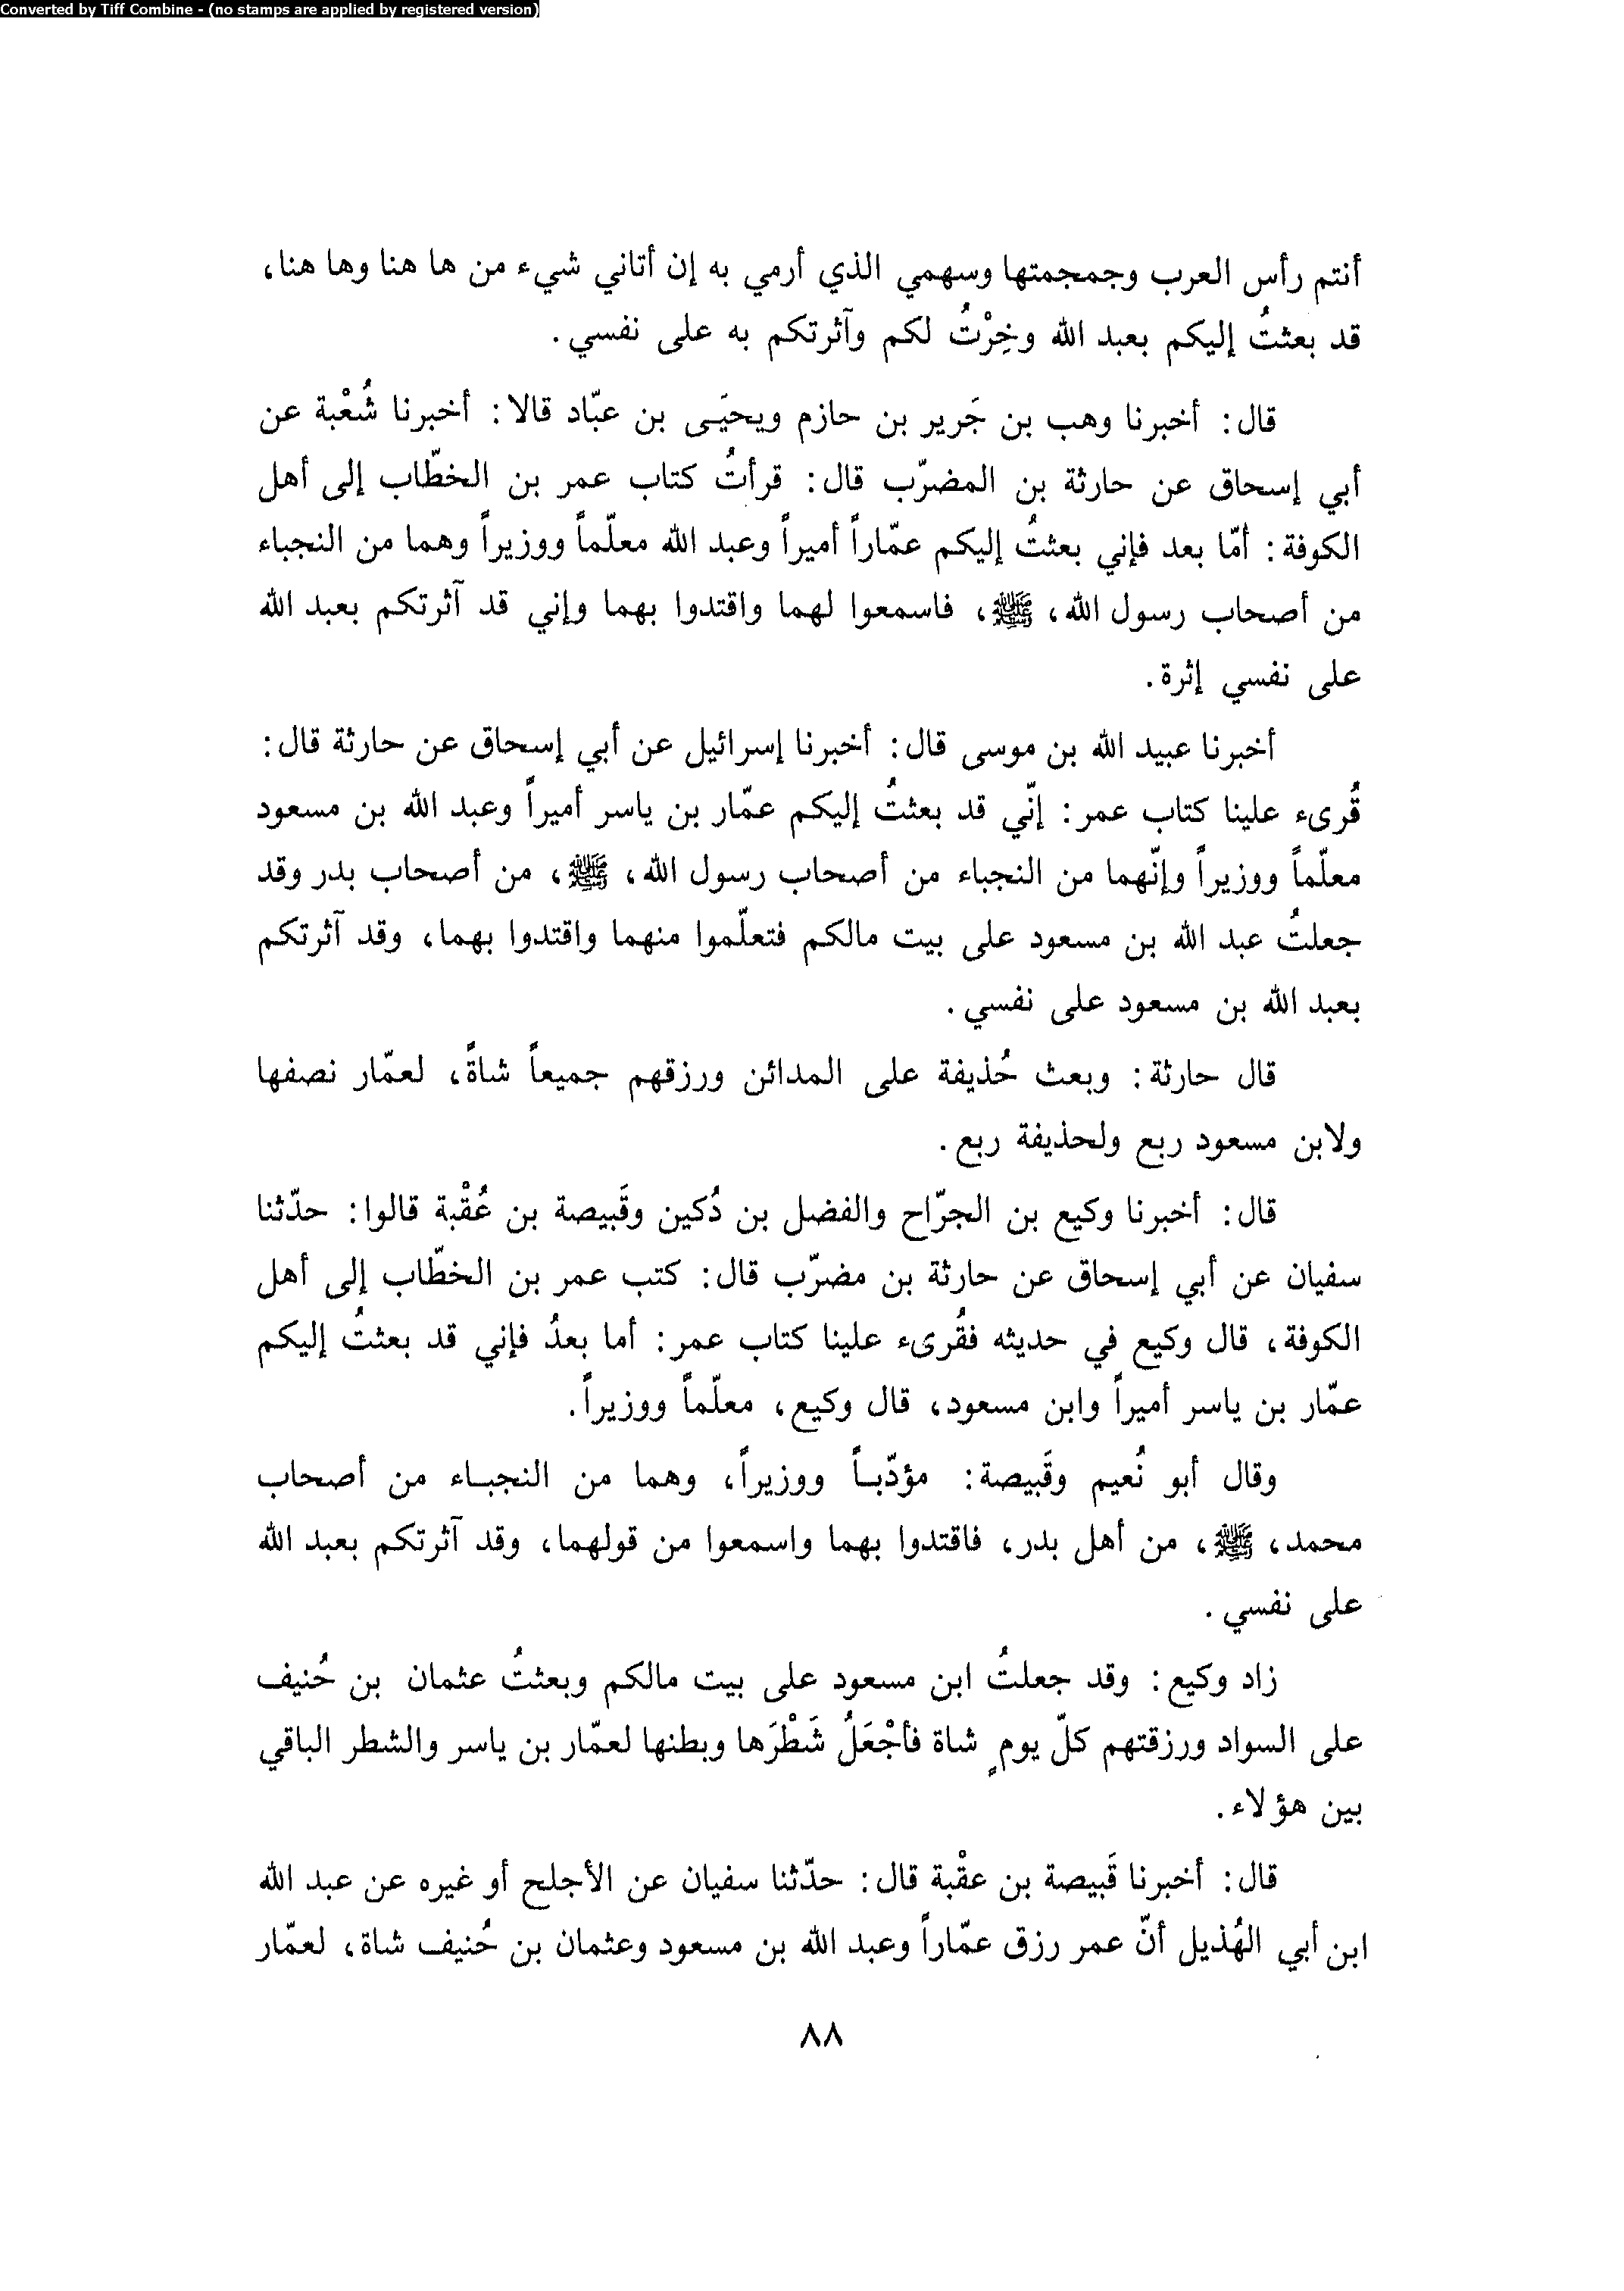 Converted by Tiff Combine - (no stamps are applied by registered version)
أنتم رأس العرب وجمجمتها وسهمي الذي أرمي به إن أتاني شيء من ها هنا وها هنا،
قد بعثتُ إليكم بعبد الله وخِرْتُ لكم وآثرتكم به على نفسي.
قال: أخبرنا وهب بن جَرير بن حازم ويحيَى بن عبّاد قالا: أخبرنا شُعْبة عن
أبي إسحاق عن حارثة بن المضرّب قال: قرأتُ كتاب عمر بن الخطّاب إلى أهل
الكوفة: أمّا بعد فإني بعثتُ إليكم عمّاراً أميراً وعبد الله معلّماً ووزيراً وهما من النجباء
من أصحاب رسول الله، ﷺ، فاسمعوا لهما واقتدوا بهما وإني قد آثرتكم بعبد الله
على نفسي إثرة.
أخبرنا عبيد الله بن موسى قال: أخبرنا إسرائيل عن أبي إسحاق عن حارثة قال:
قُرىء علينا كتاب عمر: إنّي قد بعثتُ إليكم عمّار بن ياسر أميراً وعبد الله بن مسعود
معلّماً ووزيراً وإنّهما من النجباء من أصحاب رسول الله، ﷺ، من أصحاب بدر وقد
جعلتُ عبد الله بن مسعود على بيت مالكم فتعلّموا منهما واقتدوا بهما، وقد آثرتكم
بعبد الله بن مسعود على نفسي.
قال حارثة: وبعث حُذيفة على المدائن ورزقهم جميعاً شاةً، لعمّار نصفها
ولابن مسعود ربع ولحذيفة ربع.
قال: أخبرنا وكيع بن الجرّاح والفضل بن دُكين وقَبيصة بن عُقْبة قالوا: حدّثنا
سفيان عن أبي إسحاق عن حارثة بن مضرّب قال: كتب عمر بن الخطّاب إلى أهل
الكوفة، قال وكيع في حديثه فقُرىء علينا كتاب عمر: أما بعدُ فإني قد بعثتُ إليكم
عمّار بن ياسر أميراً وابن مسعود، قال وكيع، معلّماً ووزيراً.
وقال أبو نُعيم وقَبيصة: مؤدّبـاً ووزيراً، وهما من النجبـاء من أصحاب
محمد، ﷺ، من أهل بدر، فاقتدوا بهما واسمعوا من قولهما، وقد آثرتكم بعبد الله
على نفسي.
زاد وكيع: وقد جعلتُ ابن مسعود على بيت مالكم وبعثتُ عثمان بن حُنيف
على السواد ورزقتهم كلّ يومٍ شاة فأجْعَلُ شَطْرَها وبطنها لعمّار بن ياسر والشطر الباقي
بين هؤلاء.
قال: أخبرنا قَبيصة بن عقْبة قال: حدّثنا سفيان عن الأجلح أو غيره عن عبد الله
ابن أبي الهُذيل أنّ عمر رزق عمّاراً وعبد الله بن مسعود وعثمان بن حُنيف شاة، لعمّار
٨٨